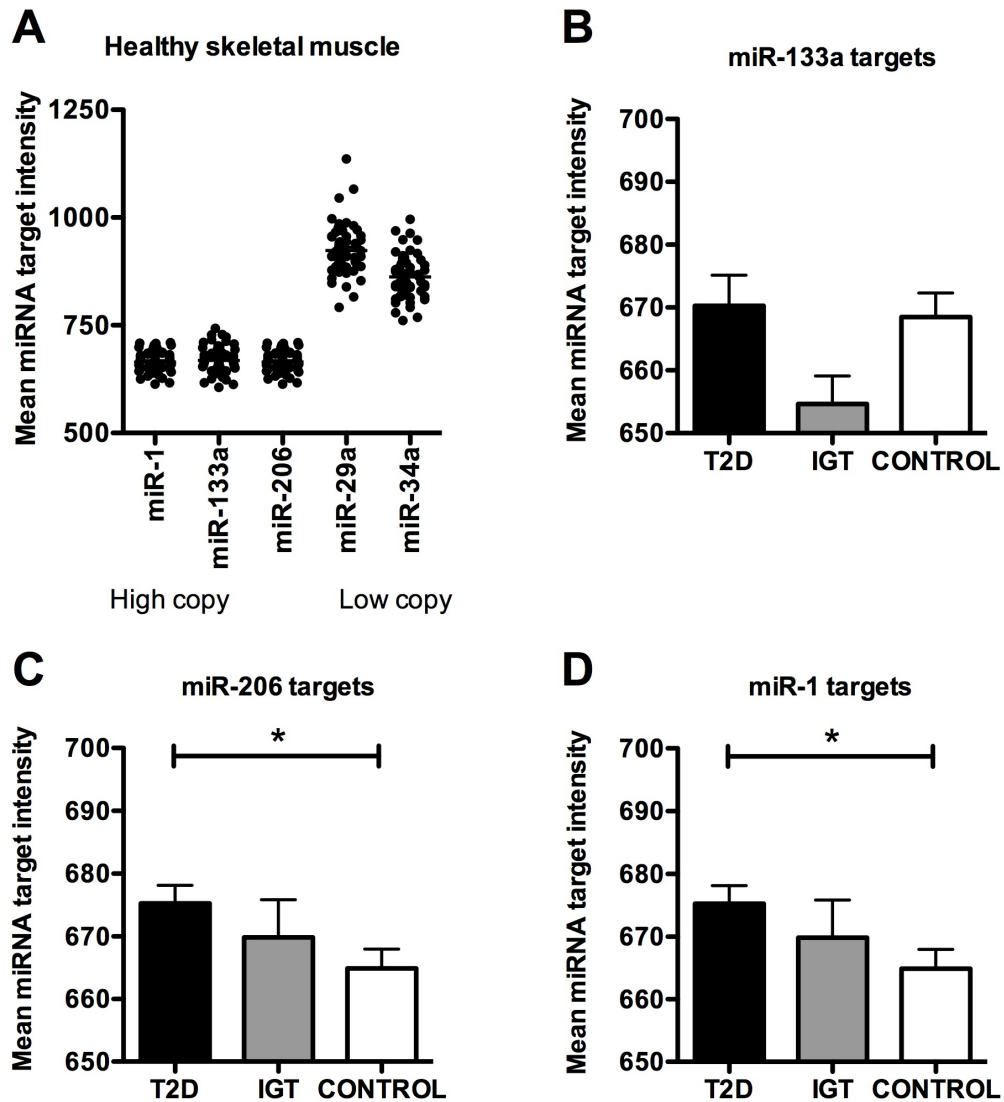 A
Healthy skeletal muscle
Mean miRNA target intensity
1250
1000
750
500
miR-1
miR-133a
miR-206
miR-29a
miR-34a
High copy
Low copy
B
miR-133a targets
Mean miRNA target intensity
700
690
680
670
660
650
T2D
IGT
CONTROL
C
miR-206 targets
Mean miRNA target intensity
700
690
680
670
660
650
*
T2D
IGT
CONTROL
D
miR-1 targets
Mean miRNA target intensity
700
690
680
670
660
650
*
T2D
IGT
CONTROL